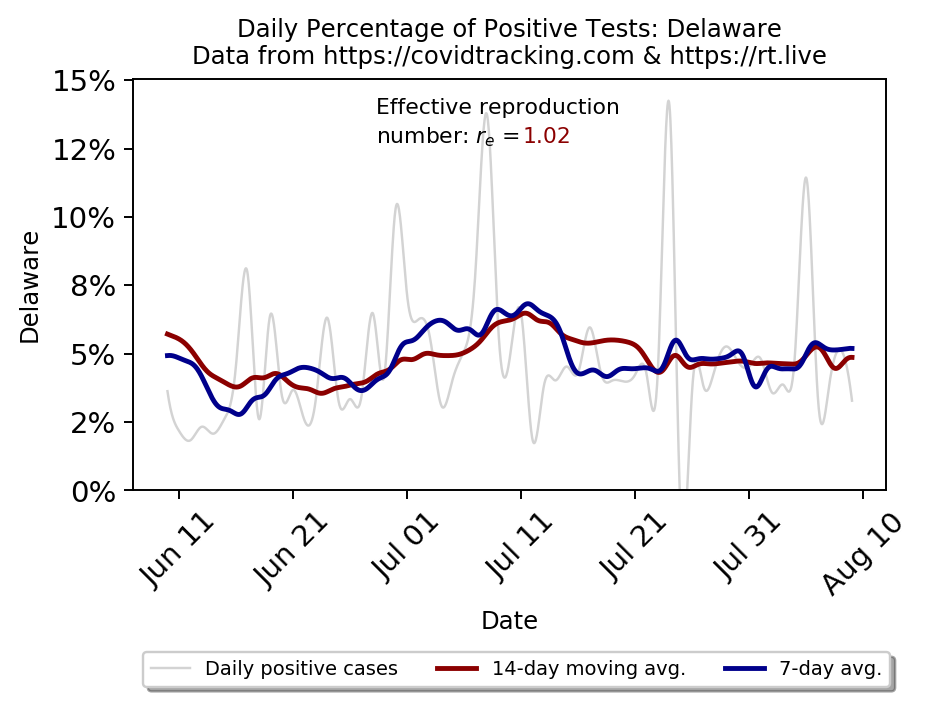 Daily Percentage of Positive Tests: Delaware
Data from https://covidtracking.com & https://rt.live
Effective reproduction
number: rₑ =1.02
15%
12%
10%
8%
5%
2%
0%
Delaware
Jun 11
Jun 21
Jul 01
Jul 11
Jul 21
Jul 31
Aug 10
Date
Daily positive cases
14-day moving avg.
7-day avg.